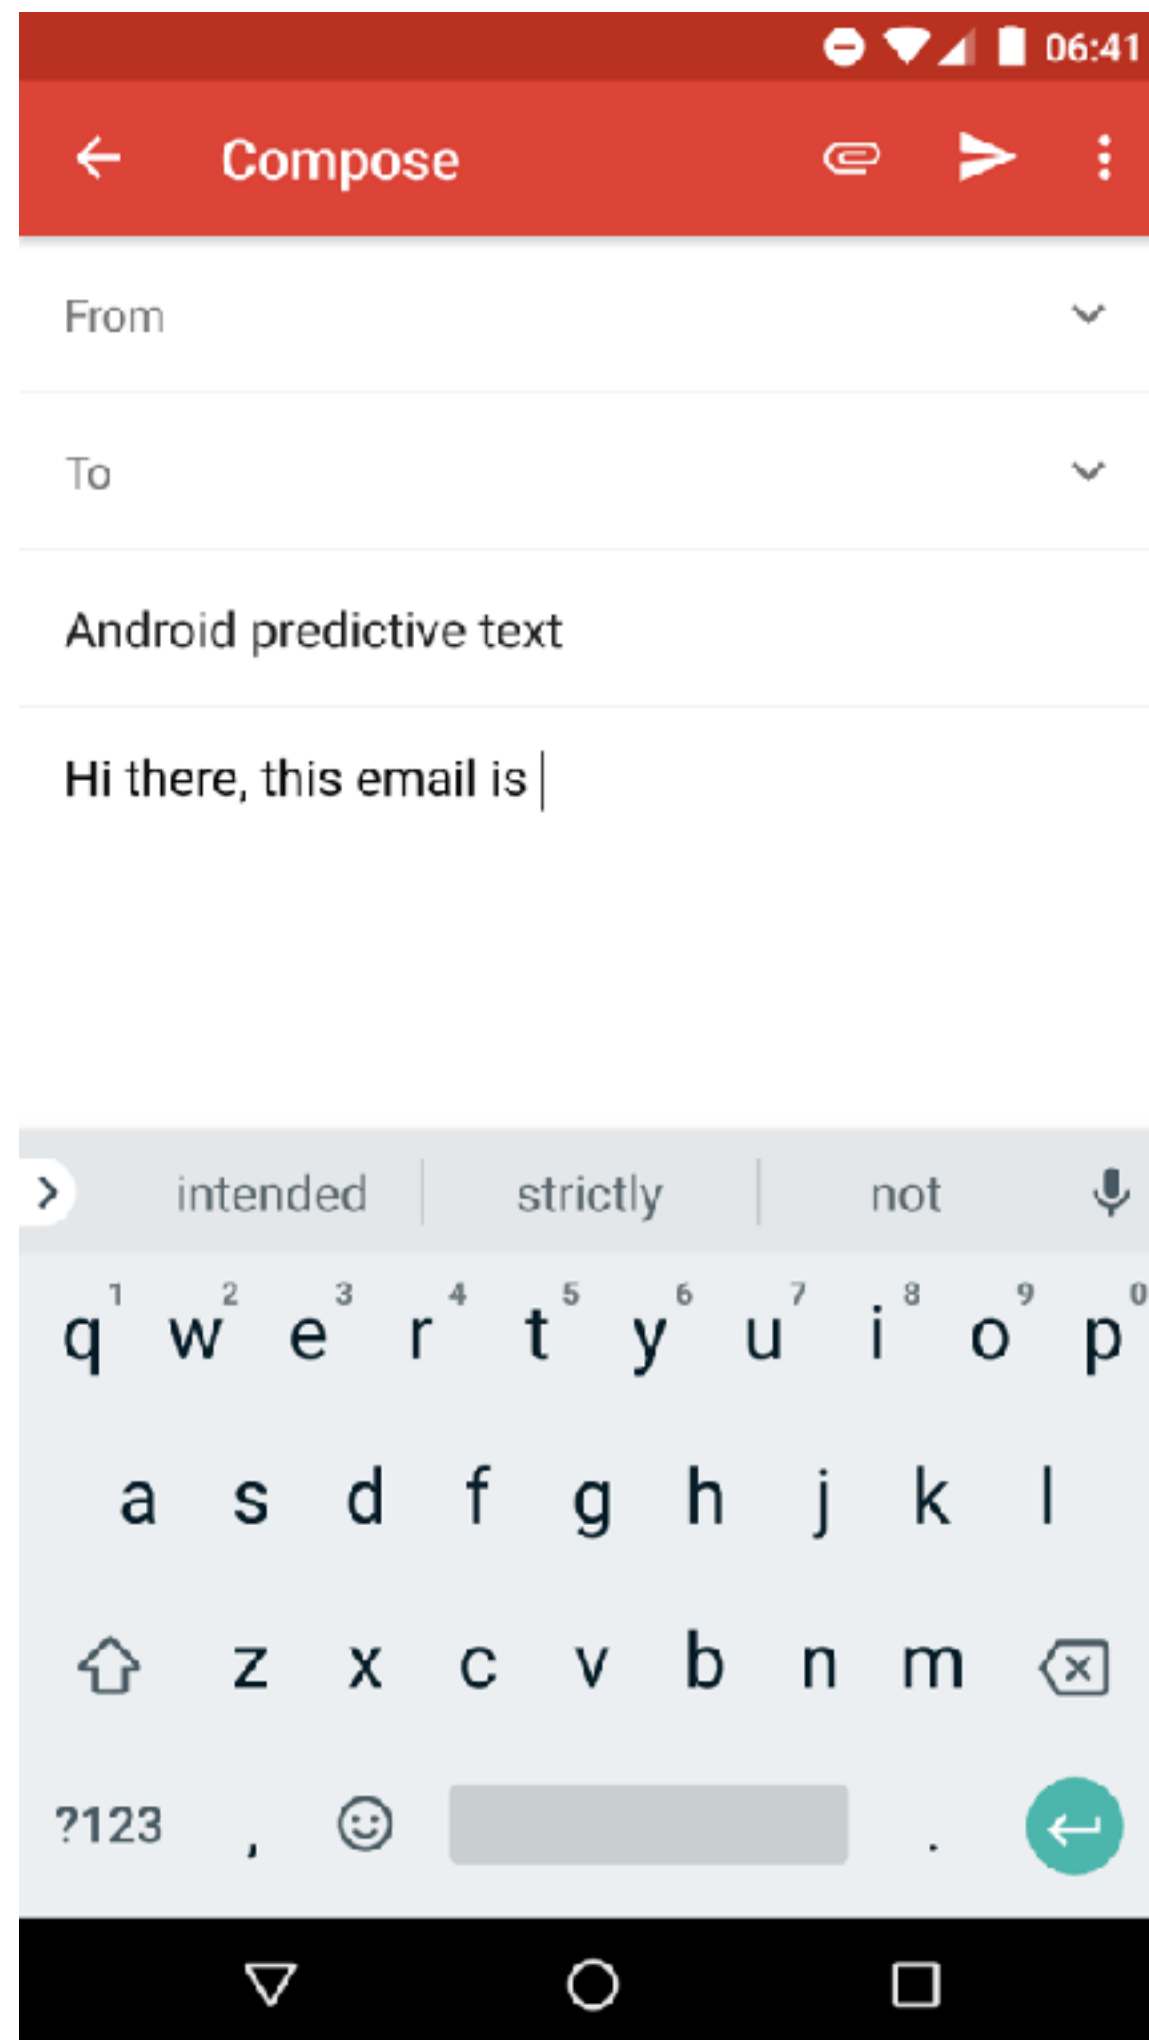 06:41
Compose
From
To
Android predictive text
Hi there, this email is
intended strictly not
1 2 3 4 5 6 7 8 9 0
q w e r t y u i o p
a s d f g h j k l
z x c v b n m
?123 , .